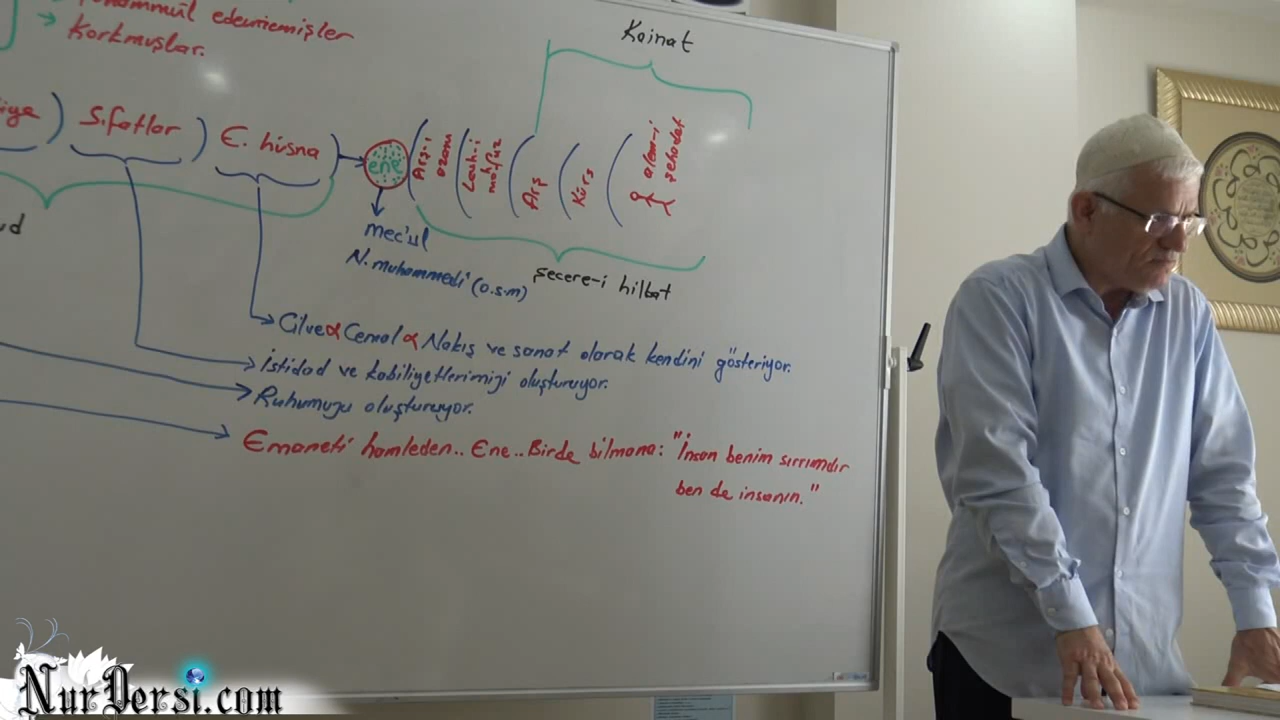 edememişler
→ Korkmuşlar.
Kainat
) Sıfatlar ) E. hüsna )
ene
Arş-ı azam
Levh-i mahfuz
Arş
Kürs
alem-i şehadet
mec'ul
N. muhammedi (a.s.m)
Şecere-i hilkat
Cilve α Cemal α Nakış ve sanat olarak kendini gösteriyor.
İstidad ve kabiliyetlerimizi oluşturuyor.
Ruhumuzu oluşturuyor.
Emaneti hamleden.. Ene.. Birde bilmana: "İnsan benim sırrımdır
ben de insanın."
NurDersi.com